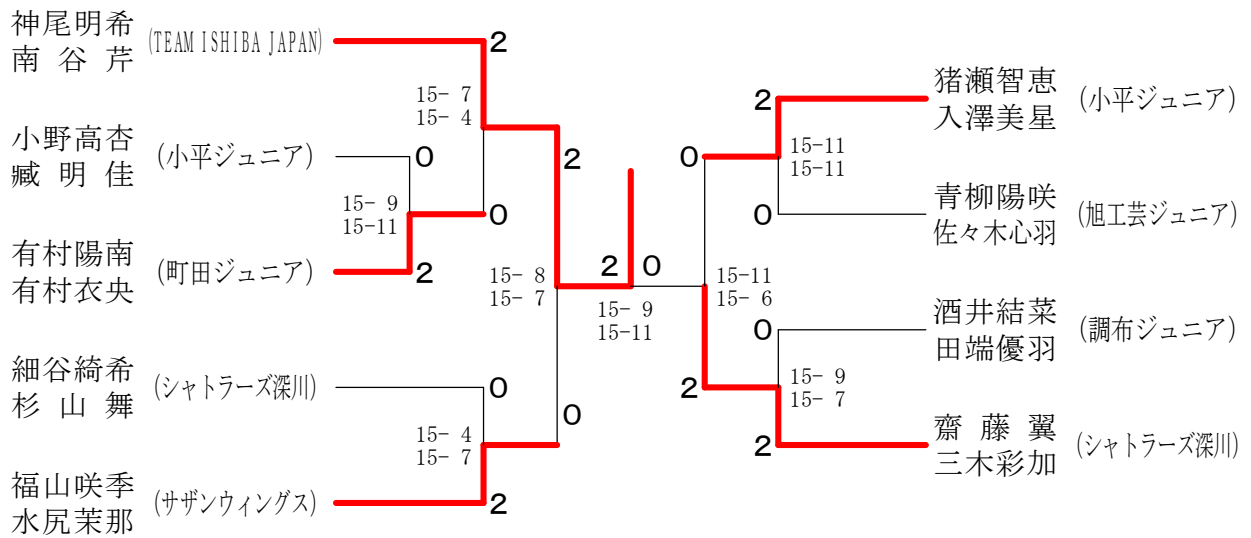 神尾明希
南谷芹
(TEAM ISHIBA JAPAN)
2
15- 7
15- 4
小野高杏
臧明佳
(小平ジュニア)
0
15- 9
15-11
0
有村陽南
有村衣央
(町田ジュニア)
2
2
15- 8
15- 7
細谷綺希
杉山舞
(シャトラーズ深川)
0
15- 4
15- 7
0
福山咲季
水尻茉那
(サザンウィングス)
2
2
0
15- 9
15-11
猪瀬智恵
入澤美星
(小平ジュニア)
2
15-11
15-11
0
青柳陽咲
佐々木心羽
(旭工芸ジュニア)
0
15-11
15- 6
酒井結菜
田端優羽
(調布ジュニア)
0
15- 9
15- 7
2
齋藤翼
三木彩加
(シャトラーズ深川)
2